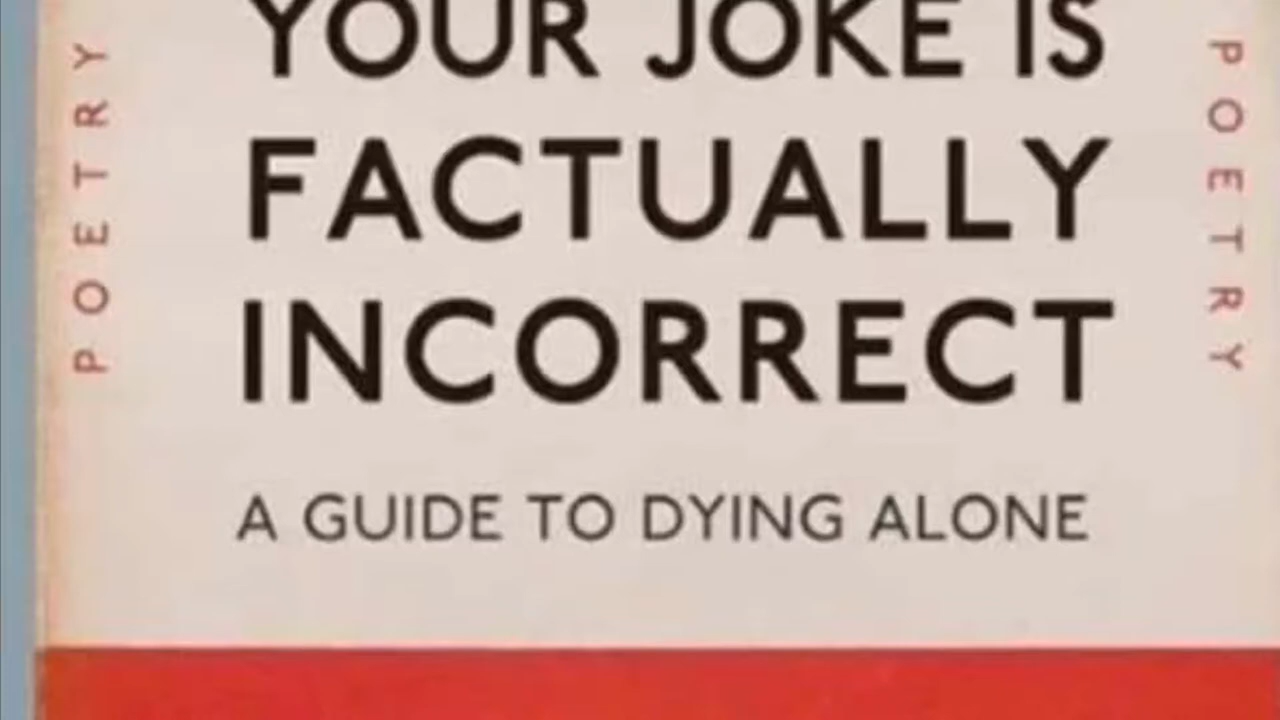 POETRY
YOUR JOKE IS
FACTUALLY
INCORRECT
A GUIDE TO DYING ALONE
POETRY